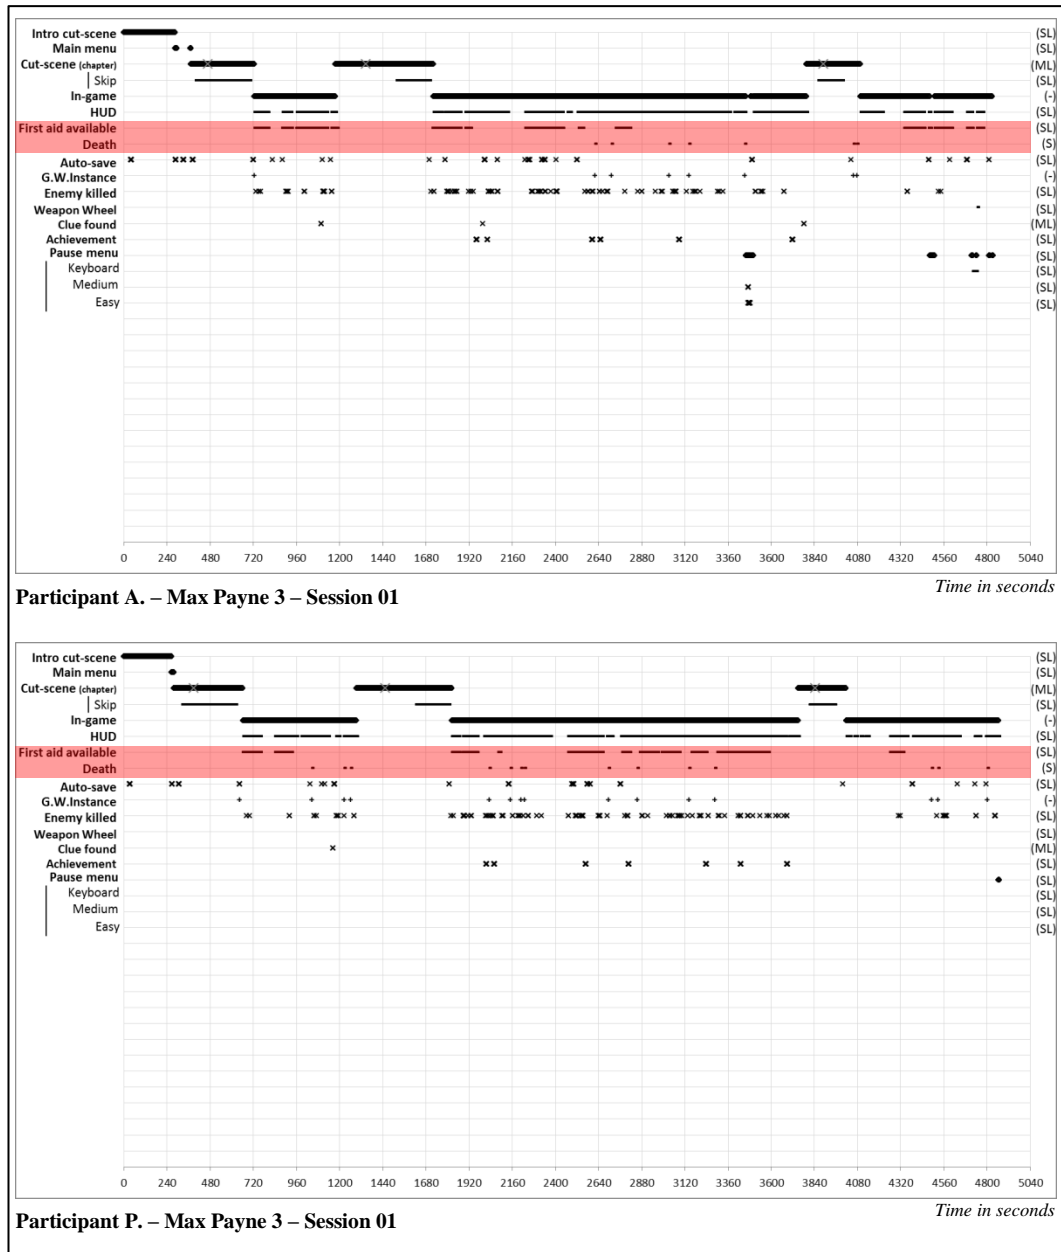 Intro cut-scene (SL)
Main menu (SL)
Cut-scene (chapter) (ML)
Skip (SL)
In-game (-)
HUD (SL)
First aid available (SL)
Death (S)
Auto-save (SL)
G.W.Instance (-)
Enemy killed (SL)
Weapon Wheel (SL)
Clue found (ML)
Achievement (SL)
Pause menu (SL)
Keyboard (SL)
Medium (SL)
Easy (SL)
0 240 480 720 960 1200 1440 1680 1920 2160 2400 2640 2880 3120 3360 3600 3840 4080 4320 4560 4800 5040
Time in seconds
Participant A. – Max Payne 3 – Session 01
Intro cut-scene (SL)
Main menu (SL)
Cut-scene (chapter) (ML)
Skip (SL)
In-game (-)
HUD (SL)
First aid available (SL)
Death (S)
Auto-save (SL)
G.W.Instance (-)
Enemy killed (SL)
Weapon Wheel (SL)
Clue found (ML)
Achievement (SL)
Pause menu (SL)
Keyboard (SL)
Medium (SL)
Easy (SL)
0 240 480 720 960 1200 1440 1680 1920 2160 2400 2640 2880 3120 3360 3600 3840 4080 4320 4560 4800 5040
Time in seconds
Participant P. – Max Payne 3 – Session 01